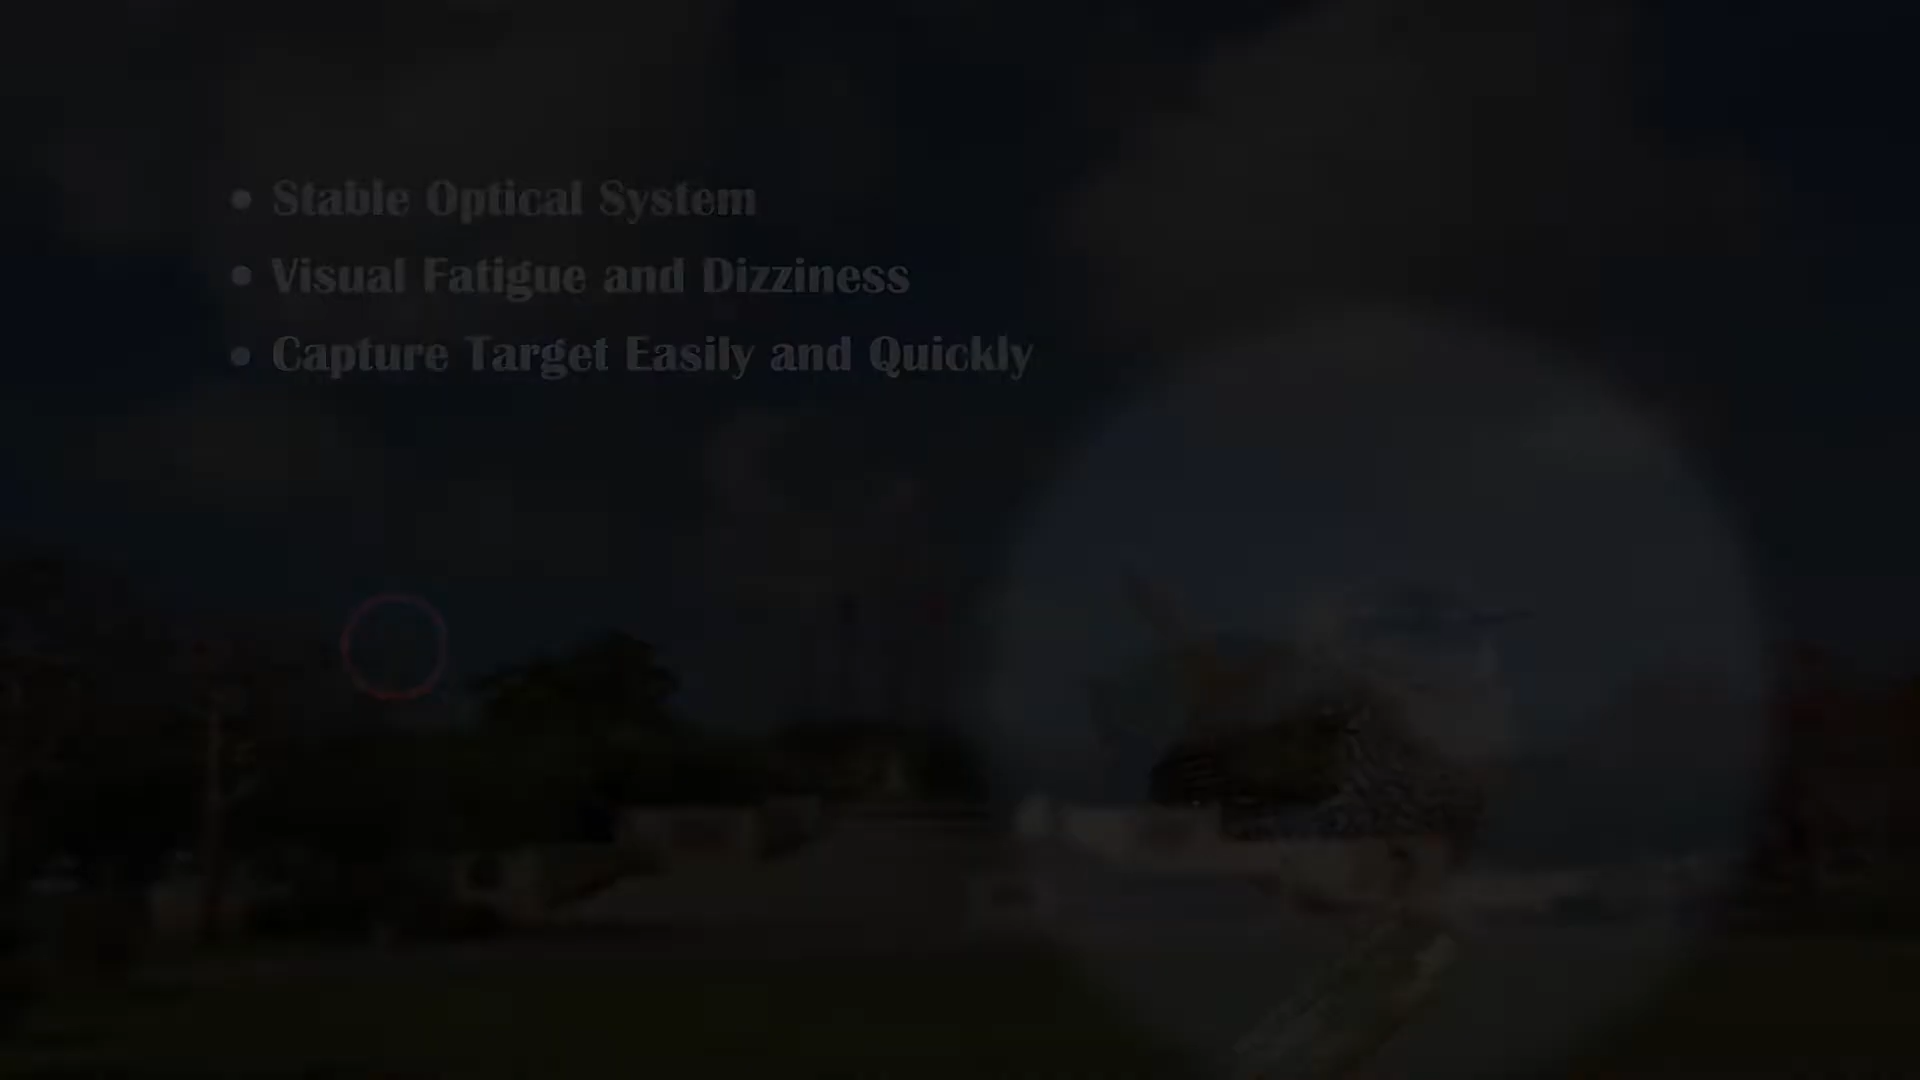 • Stable Optical System
• Visual Fatigue and Dizziness
• Capture Target Easily and Quickly